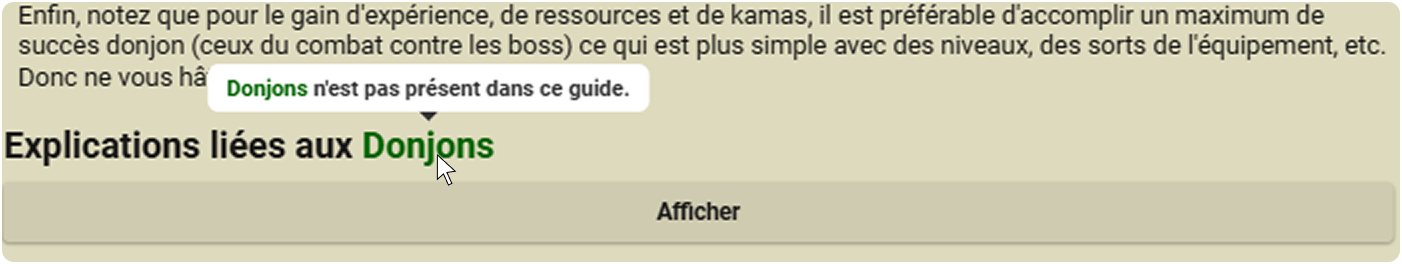 Enfin, notez que pour le gain d'expérience, de ressources et de kamas, il est préférable d'accomplir un maximum de
succès donjon (ceux du combat contre les boss) ce qui est plus simple avec des niveaux, des sorts de l'équipement, etc.
Donc ne vous
Donjons n'est pas présent dans ce guide.
Explications liées aux Donjons
Afficher